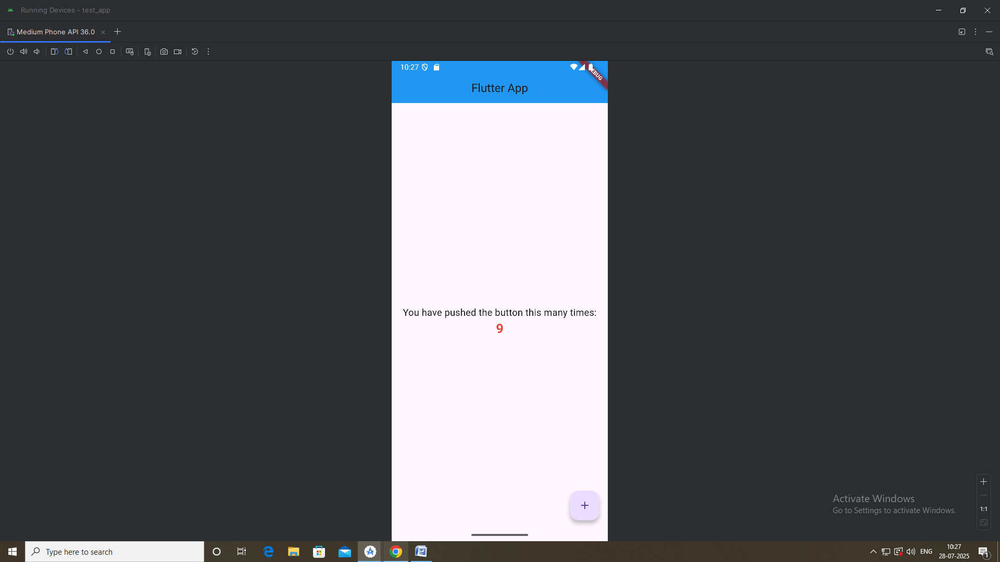 Running Devices - test_app
Medium Phone API 36.0
10:27
Flutter App
You have pushed the button this many times:
9
Activate Windows
Go to Settings to activate Windows.
1:1
Type here to search
ENG
10:27
28-07-2025
1